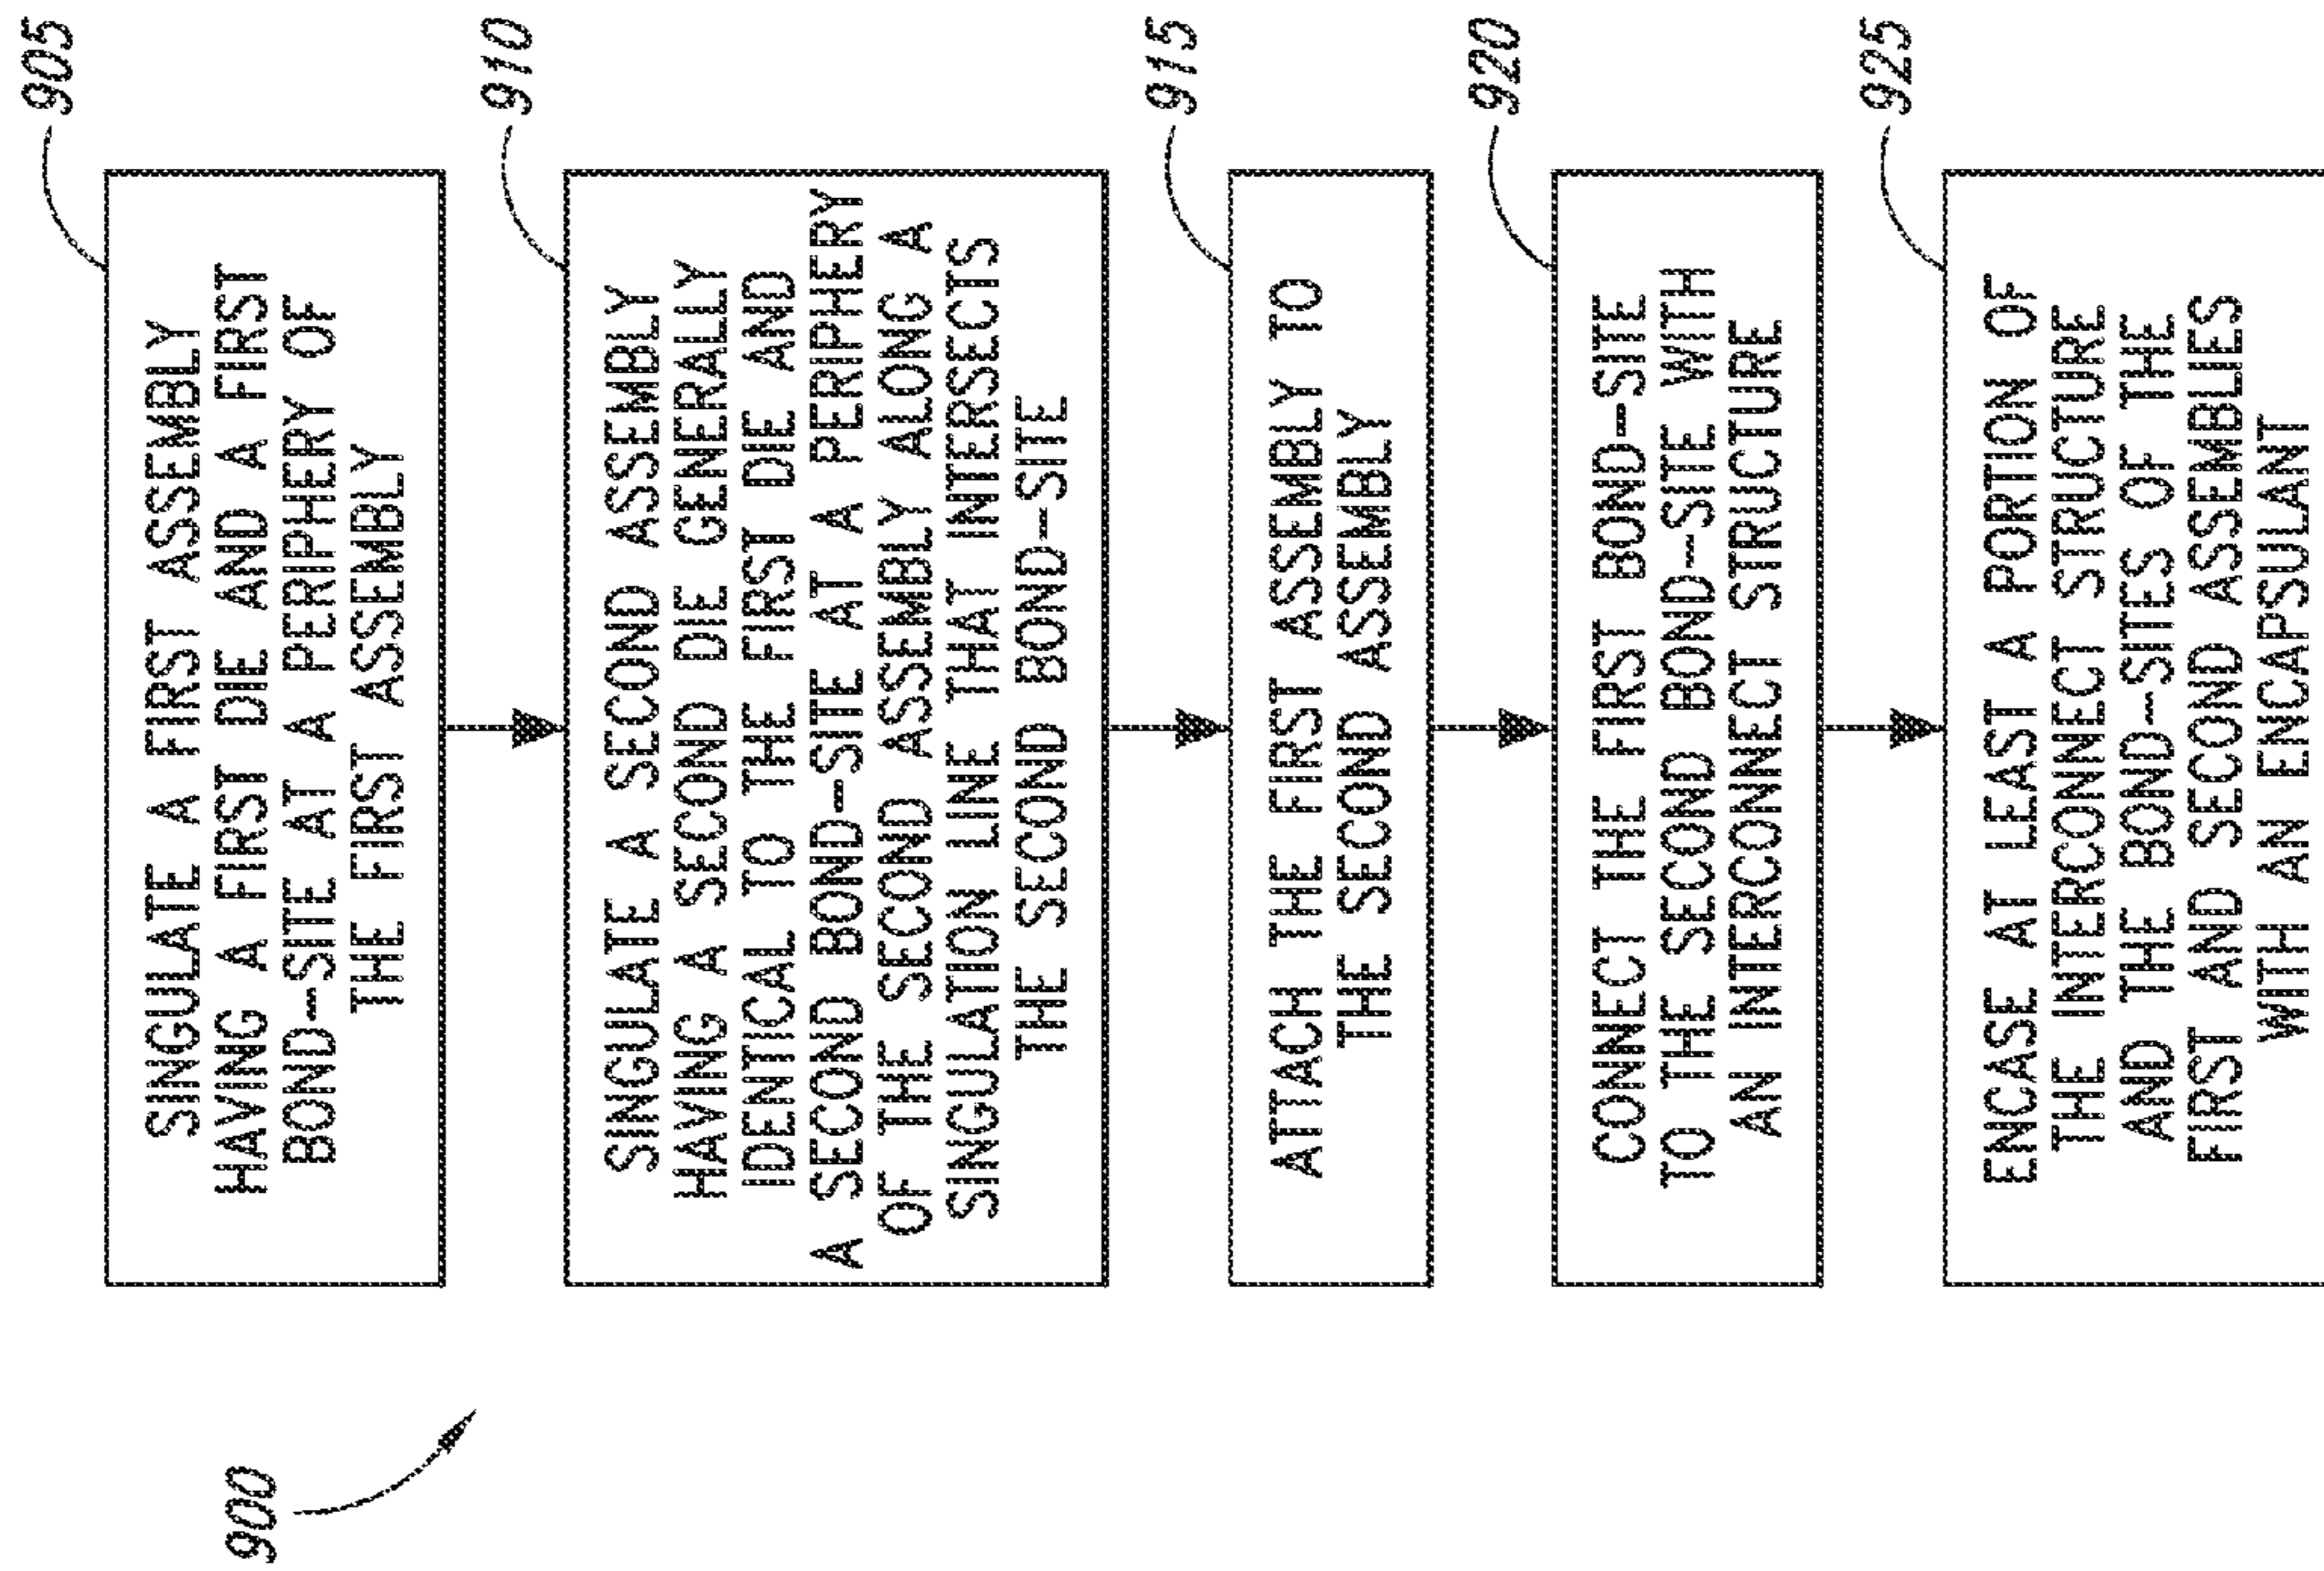 900
905
SINGULATE A FIRST ASSEMBLY
HAVING A FIRST DIE AND A FIRST
BOND-SITE AT A PERIPHERY OF
THE FIRST ASSEMBLY
910
SINGULATE A SECOND ASSEMBLY
HAVING A SECOND DIE GENERALLY
IDENTICAL TO THE FIRST DIE AND
A SECOND BOND-SITE AT A PERIPHERY
OF THE SECOND ASSEMBLY ALONG A
SINGULATION LINE THAT INTERSECTS
THE SECOND BOND-SITE
915
ATTACH THE FIRST ASSEMBLY TO
THE SECOND ASSEMBLY
920
CONNECT THE FIRST BOND-SITE
TO THE SECOND BOND-SITE WITH
AN INTERCONNECT STRUCTURE
925
ENCASE AT LEAST A PORTION OF
THE INTERCONNECT STRUCTURE
AND THE BOND-SITES OF THE
FIRST AND SECOND ASSEMBLIES
WITH AN ENCAPSULANT